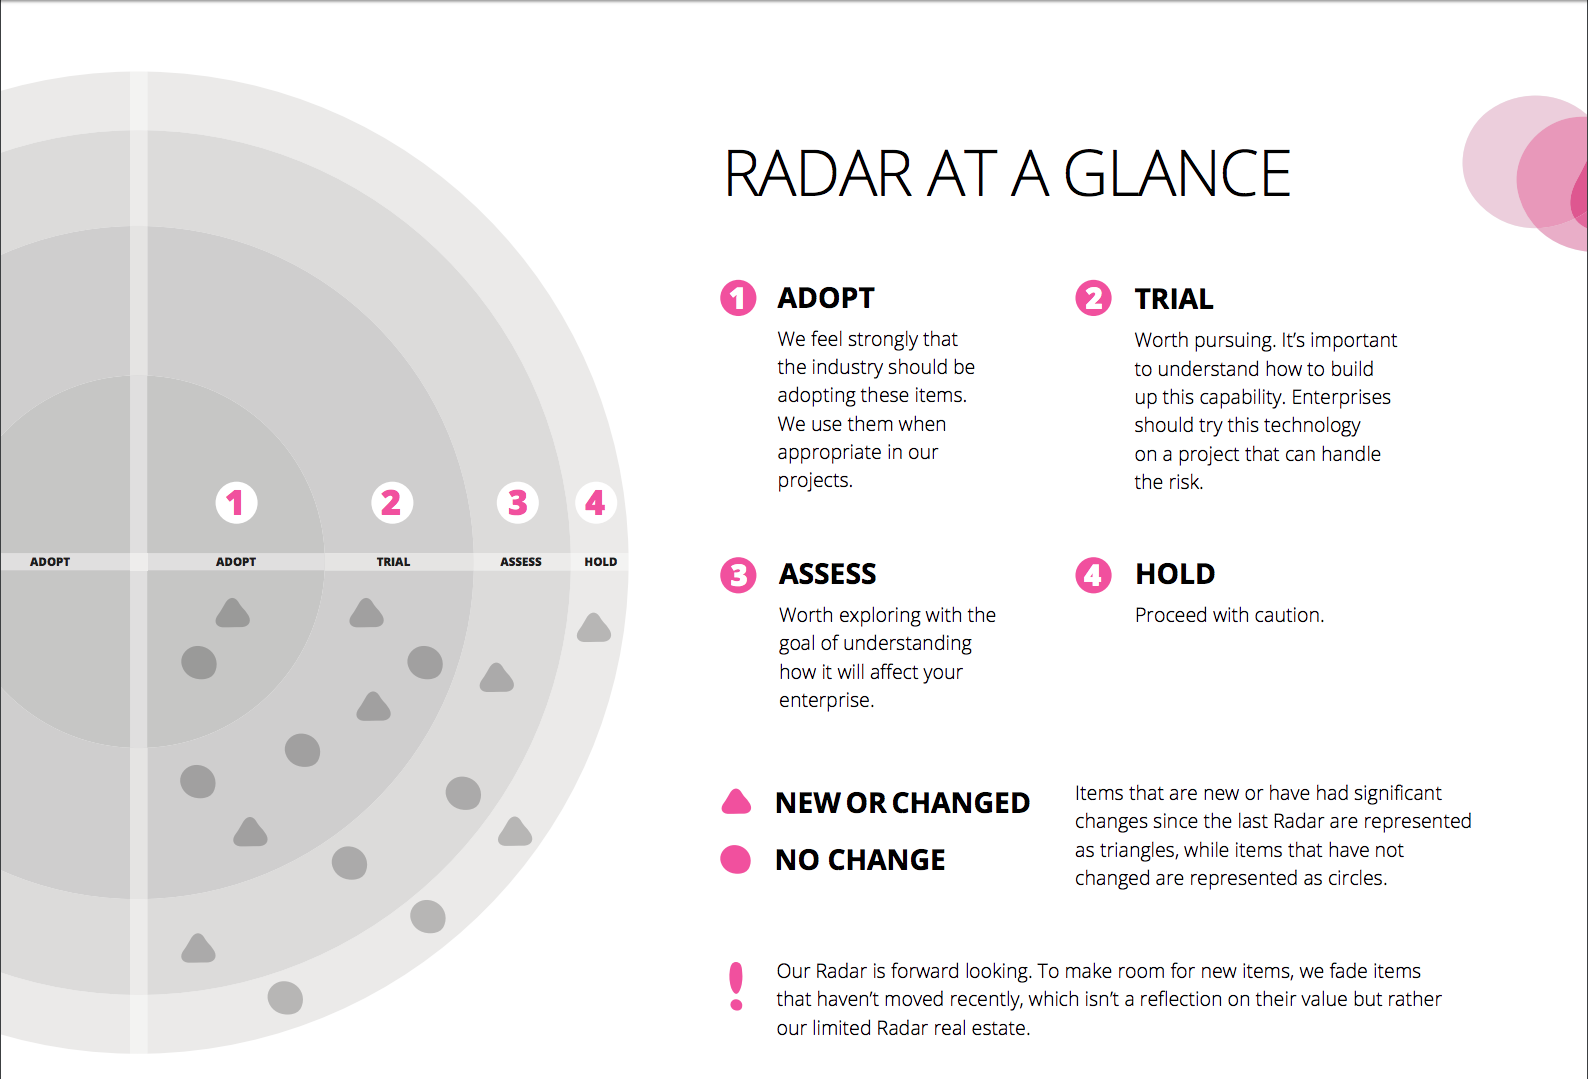 RADAR AT A GLANCE
1 ADOPT
We feel strongly that
the industry should be
adopting these items.
We use them when
appropriate in our
projects.
2 TRIAL
Worth pursuing. It’s important
to understand how to build
up this capability. Enterprises
should try this technology
on a project that can handle
the risk.
1 2 3 4
ADOPT ADOPT TRIAL ASSESS HOLD
3 ASSESS
Worth exploring with the
goal of understanding
how it will affect your
enterprise.
4 HOLD
Proceed with caution.
NEW OR CHANGED
NO CHANGE
Items that are new or have had significant
changes since the last Radar are represented
as triangles, while items that have not
changed are represented as circles.
! Our Radar is forward looking. To make room for new items, we fade items
that haven’t moved recently, which isn’t a reflection on their value but rather
our limited Radar real estate.